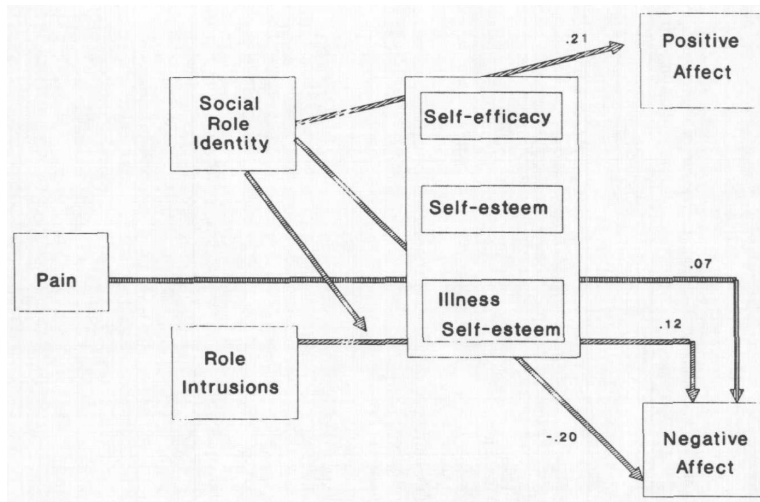 .21
Positive
Affect
Social
Role
Identity
Self-efficacy
Self-esteem
Pain
.07
Illness
Self-esteem
.12
Role
Intrusions
-.20
Negative
Affect